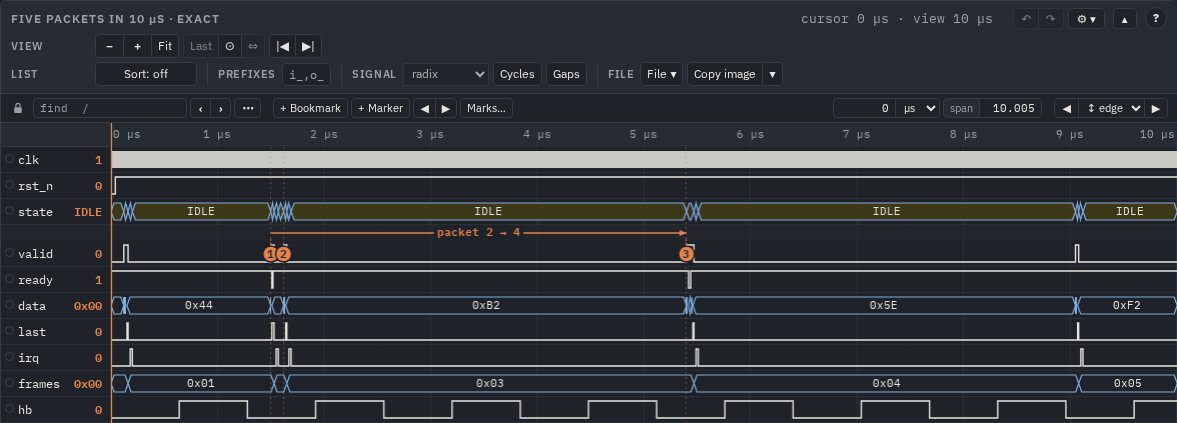 FIVE PACKETS IN 10 µS · EXACT cursor 0 µs · view 10 µs ↶ ↷ ⚙ ▾ ▲ ?
VIEW − + Fit Last ⊙ ⇔ |◀ ▶|
LIST Sort: off PREFIXES i_,o_ SIGNAL radix Cycles Gaps FILE File ▾ Copy image ▾
find / ‹ › ••• + Bookmark + Marker ◀ ▶ Marks… 0 µs span 10.005 ◀ ↕ edge ▶
0 µs 1 µs 2 µs 3 µs 4 µs 5 µs 6 µs 7 µs 8 µs 9 µs 10 µs
clk 1
rst_n 0
state IDLE IDLE IDLE IDLE IDLE
packet 2 → 4
valid 0 1 2 3
ready 1
data 0x00 0x44 0xB2 0x5E 0xF2
last 0
irq 0
frames 0x00 0x01 0x03 0x04 0x05
hb 0